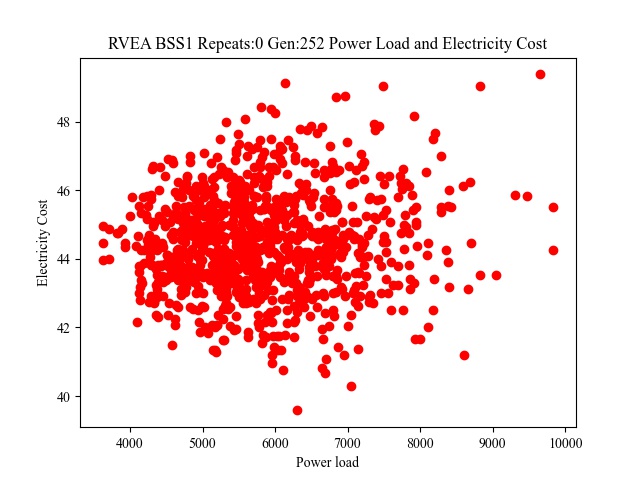 RVEA BSS1 Repeats:0 Gen:252 Power Load and Electricity Cost
48
46
44
42
40
Electricity Cost
4000 5000 6000 7000 8000 9000 10000
Power load